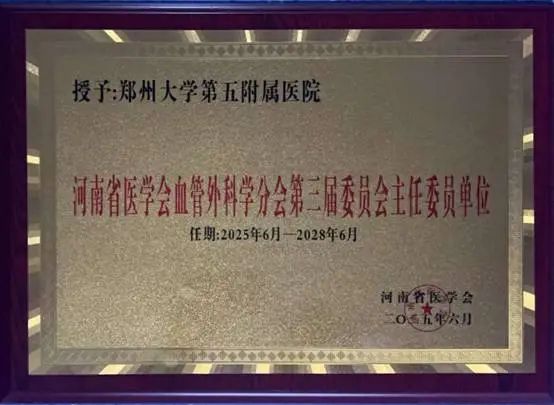 授予:郑州大学第五附属医院
河南省医学会血管外科学分会第三届委员会主任委员单位
任期:2025年6月—2028年6月
河南省医学会
二〇二五年六月